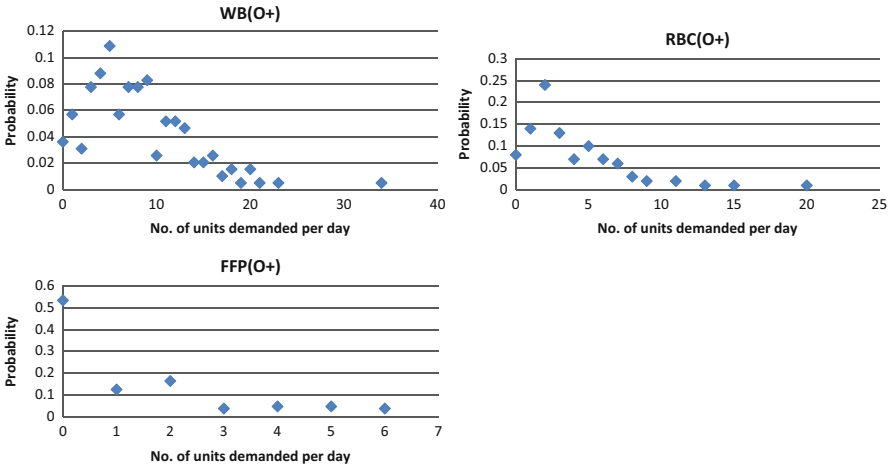 WB(O+)
0.12
0.1
0.08
0.06
0.04
0.02
0
Probability
0 10 20 30 40
No. of units demanded per day
RBC(O+)
0.3
0.25
0.2
0.15
0.1
0.05
0
Probability
0 5 10 15 20 25
No. of units demanded per day
FFP(O+)
0.6
0.5
0.4
0.3
0.2
0.1
0
Probability
0 1 2 3 4 5 6 7
No. of units demanded per day